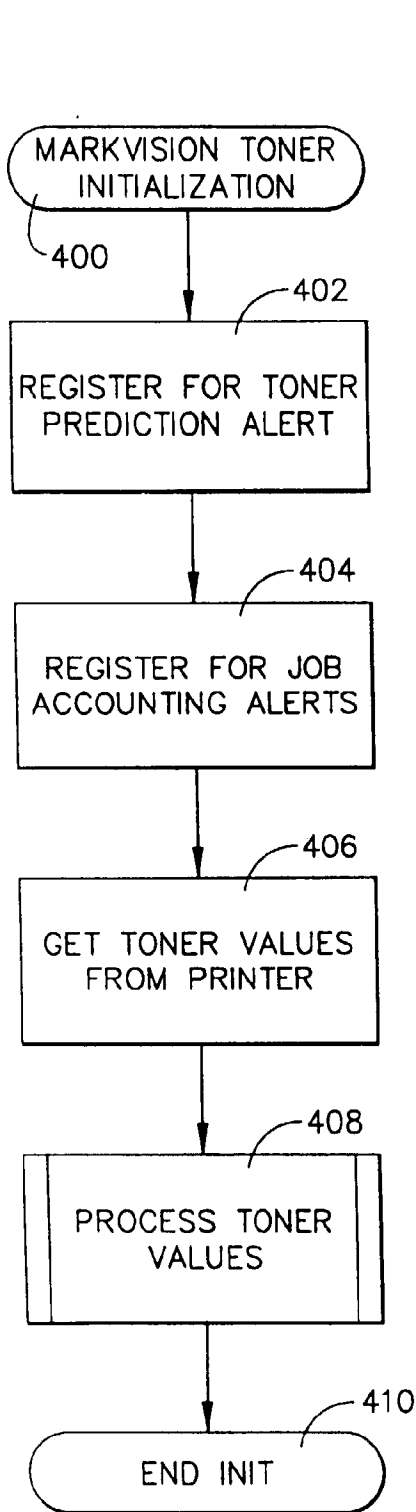 MARKVISION TONER
INITIALIZATION
400
402
REGISTER FOR TONER
PREDICTION ALERT
404
REGISTER FOR JOB
ACCOUNTING ALERTS
406
GET TONER VALUES
FROM PRINTER
408
PROCESS TONER
VALUES
410
END INIT